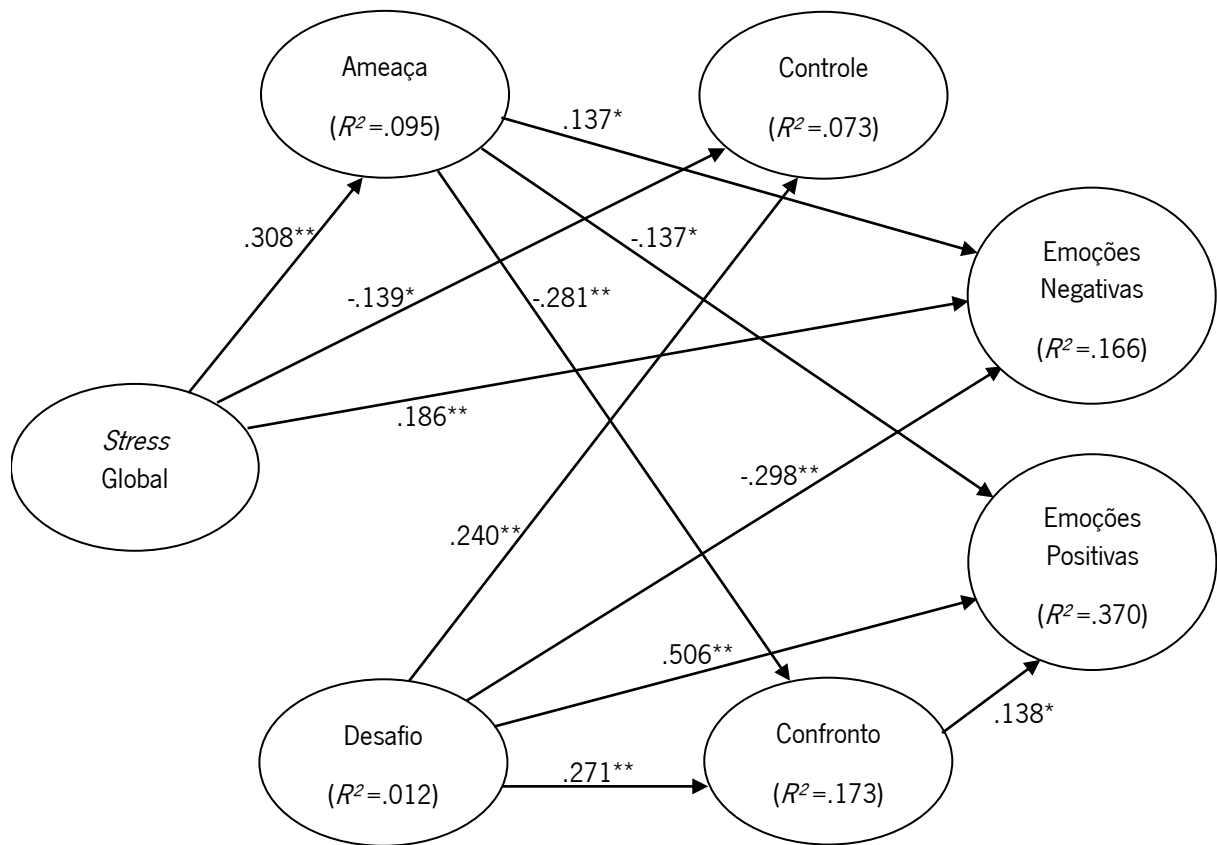 Ameaça
(R²=.095)
Controle
(R²=.073)
.137*
.308**
-.139*
-.281**
-.137*
Emoções
Negativas
(R²=.166)
Stress
Global
.186**
-.298**
.240**
Emoções
Positivas
(R²=.370)
.506**
Desafio
(R²=.012)
.271**
Confronto
(R²=.173)
.138*